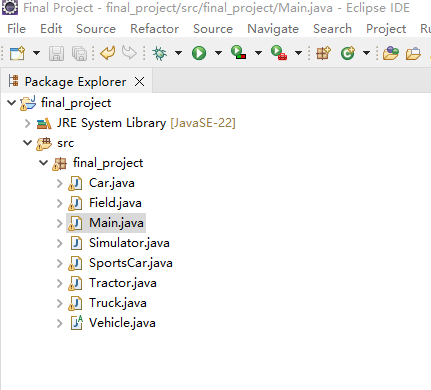 Final Project - final_project/src/final_project/Main.java - Eclipse IDE
File Edit Source Refactor Source Navigate Search Project
Package Explorer
final_project
JRE System Library [JavaSE-22]
src
final_project
Car.java
Field.java
Main.java
Simulator.java
SportsCar.java
Tractor.java
Truck.java
Vehicle.java